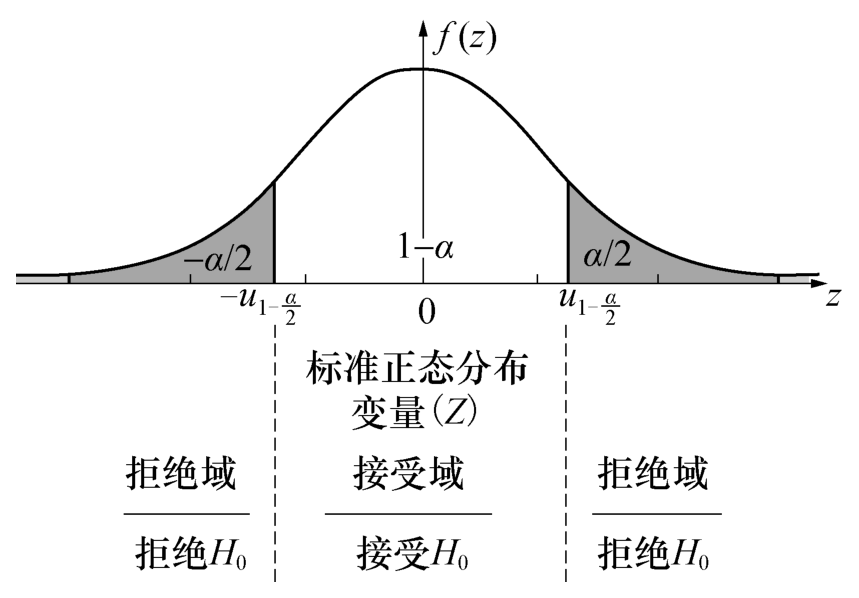 f(z)
−α/2
1−α
α/2
−u₁₋α/₂
0
u₁₋α/₂
z
标准正态分布
变量(Z)
拒绝域
接受域
拒绝域
拒绝H₀
接受H₀
拒绝H₀